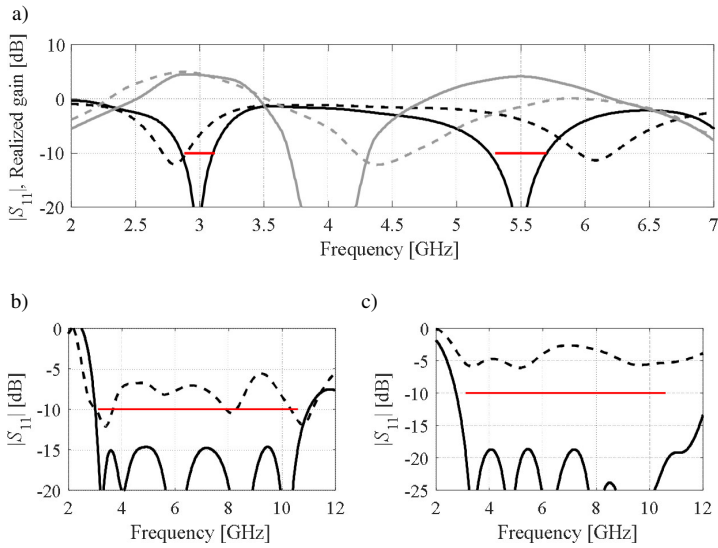 a)
|S11|, Realized gain [dB]
10
0
-10
-20
2 2.5 3 3.5 4 4.5 5 5.5 6 6.5 7
Frequency [GHz]
b)
|S11| [dB]
0
-5
-10
-15
-20
2 4 6 8 10 12
Frequency [GHz]
c)
|S11| [dB]
0
-5
-10
-15
-20
-25
2 4 6 8 10 12
Frequency [GHz]